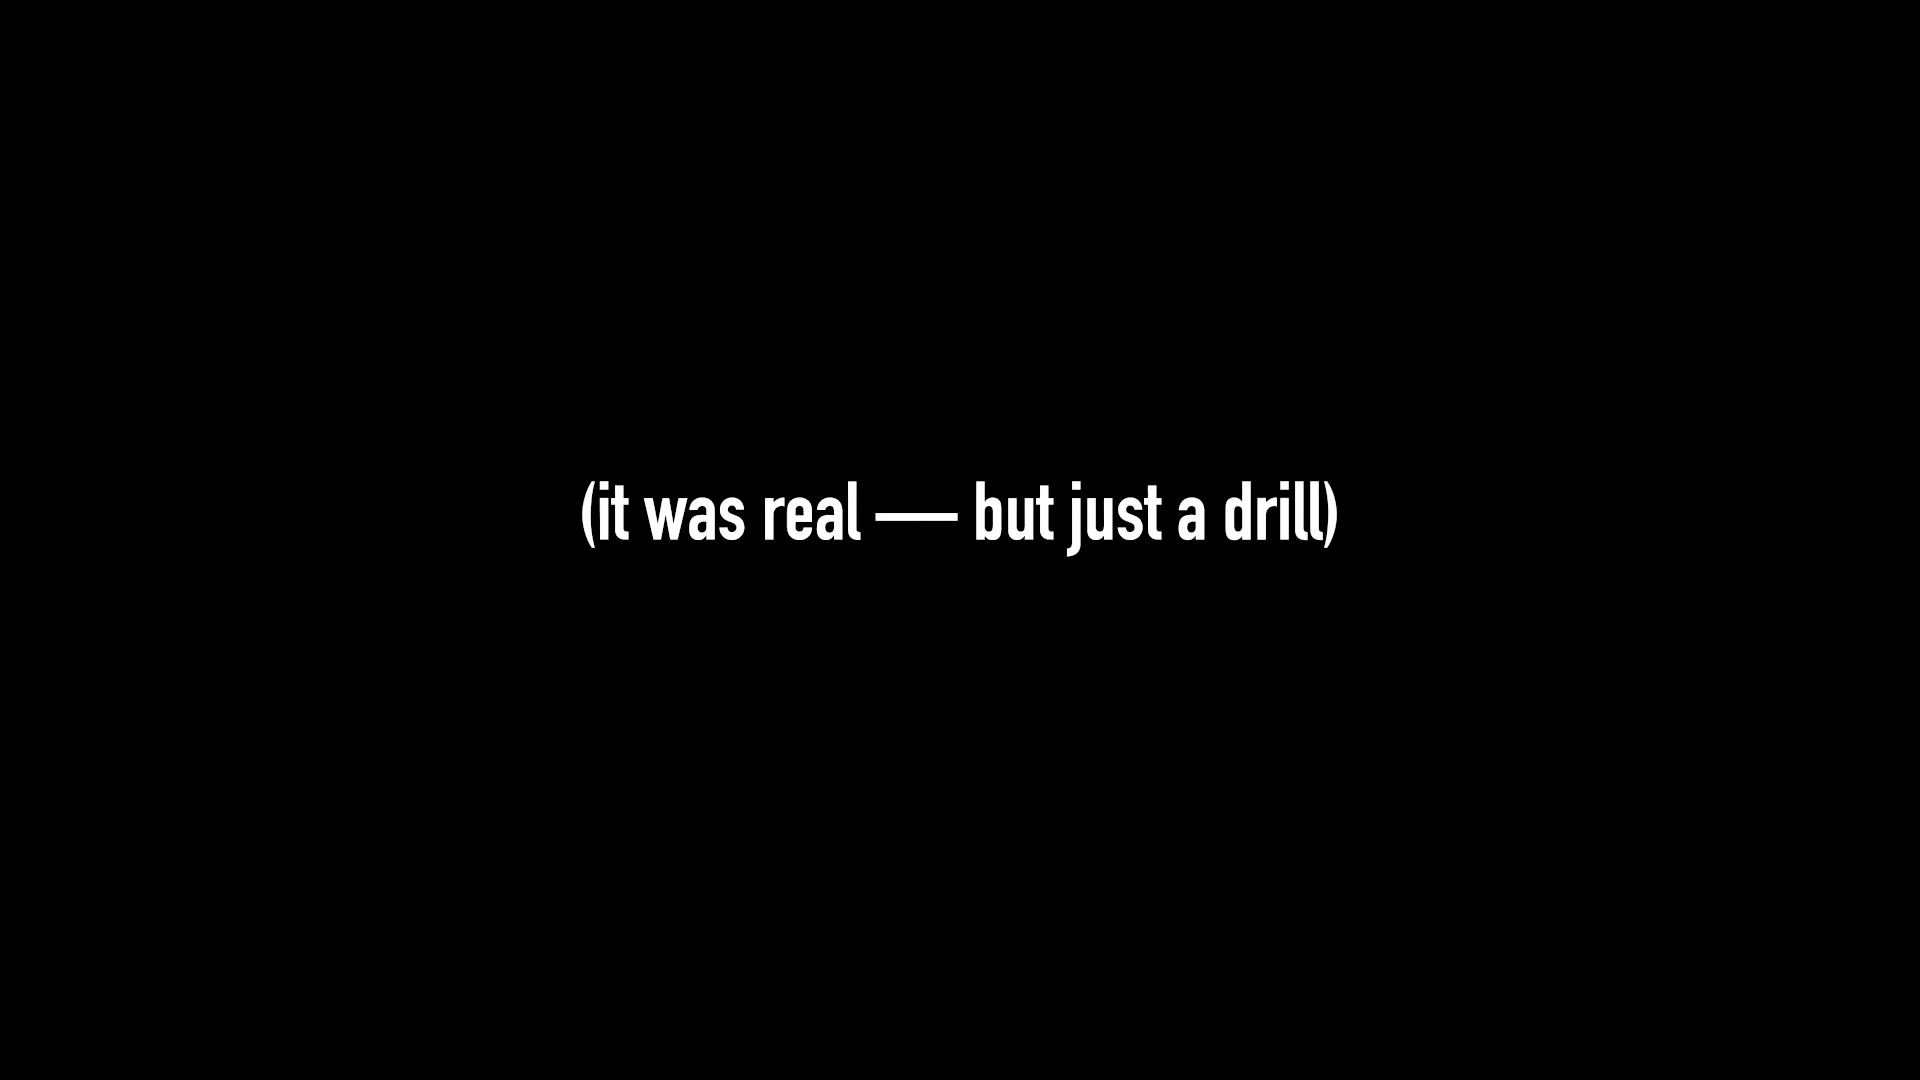 (it was real — but just a drill)